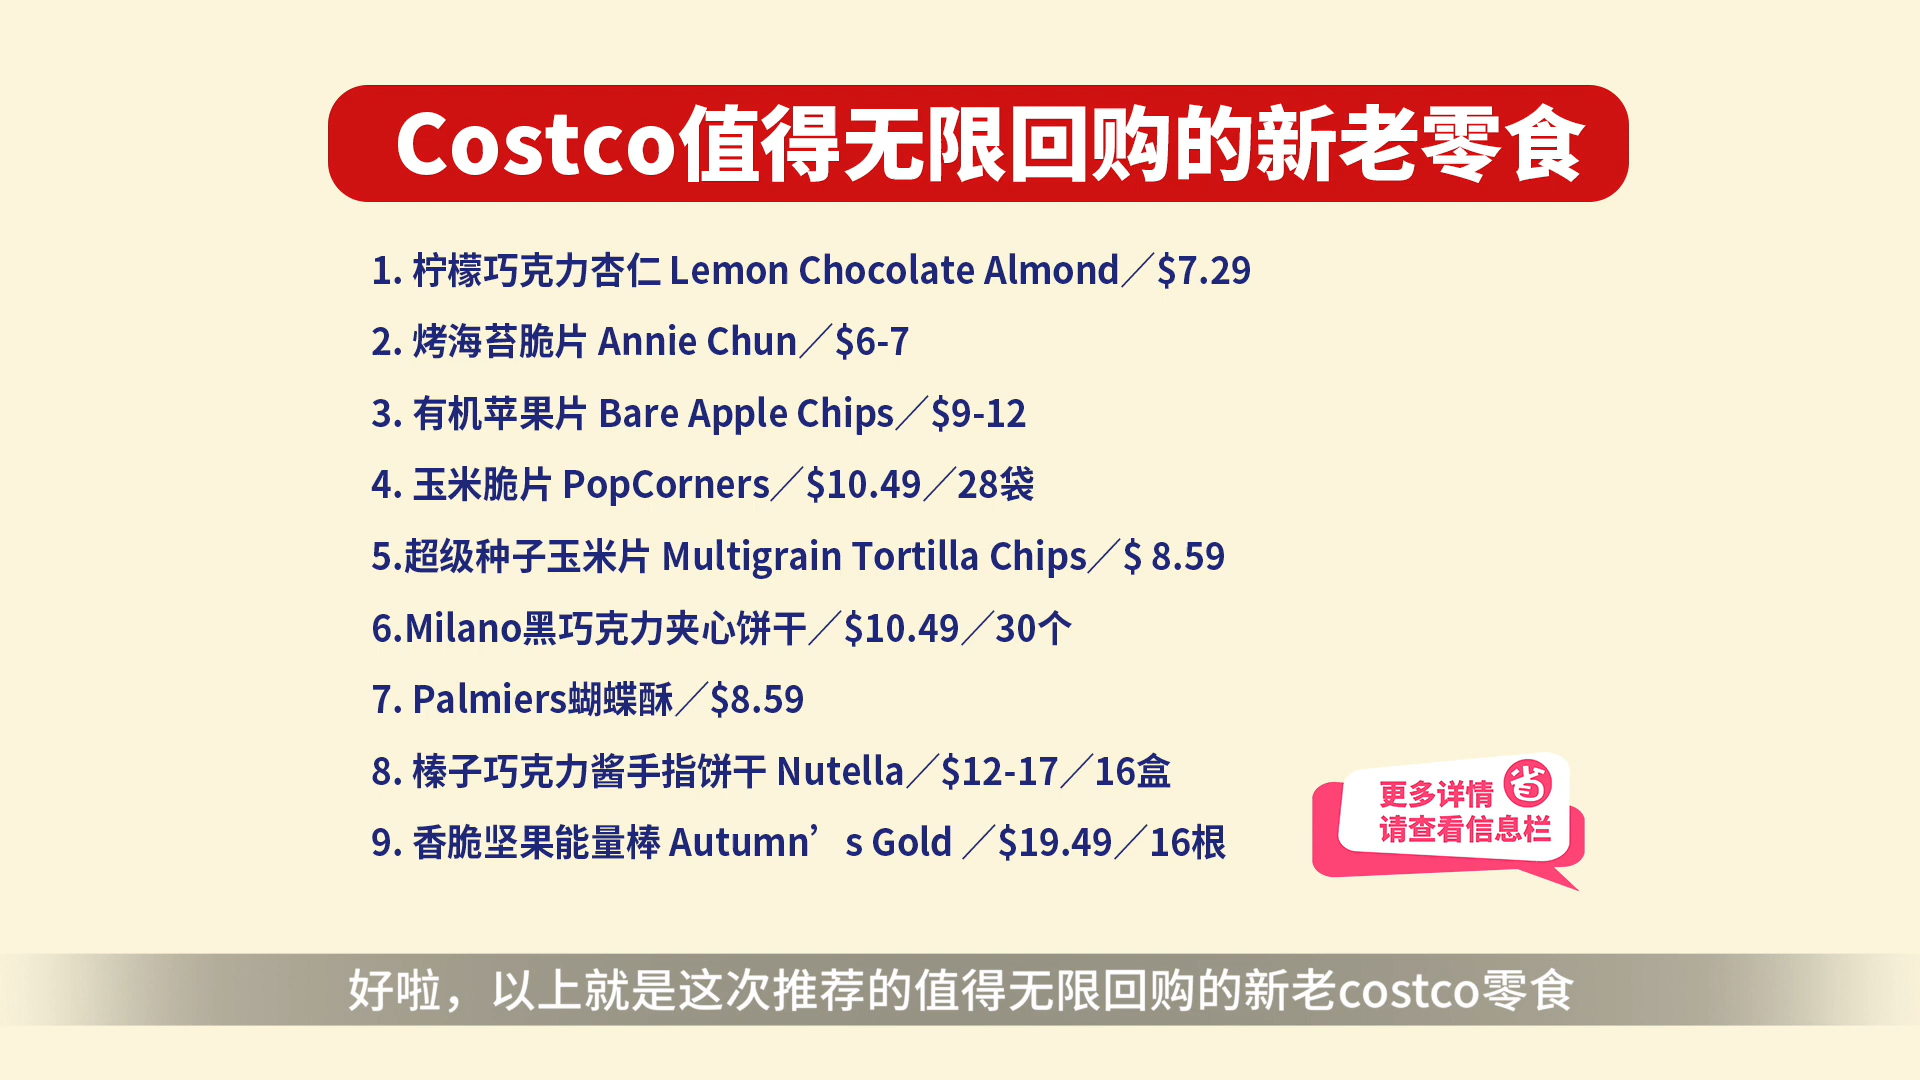 Costco值得无限回购的新老零食
1. 柠檬巧克力杏仁 Lemon Chocolate Almond／$7.29
2. 烤海苔脆片 Annie Chun／$6-7
3. 有机苹果片 Bare Apple Chips／$9-12
4. 玉米脆片 PopCorners／$10.49／28袋
5.超级种子玉米片 Multigrain Tortilla Chips／$ 8.59
6.Milano黑巧克力夹心饼干／$10.49／30个
7. Palmiers蝴蝶酥／$8.59
8. 榛子巧克力酱手指饼干 Nutella／$12-17／16盒
9. 香脆坚果能量棒 Autumn’s Gold ／$19.49／16根
更多详情 省
请查看信息栏
好啦，以上就是这次推荐的值得无限回购的新老costco零食